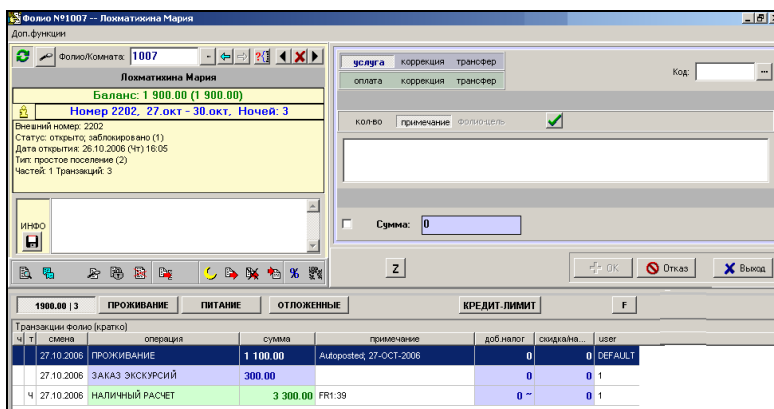 Фолио №1007 -- Лохматихина Мария
Доп.функции
Фолио/Комната: 1007
Лохматихина Мария
Баланс: 1 900.00 (1 900.00)
Номер 2202, 27.окт - 30.окт, Ночей: 3
Внешний номер: 2202
Статус: открыто; заблокировано (1)
Дата открытия: 26.10.2006 (Чт) 16:05
Тип: простое поселение (2)
Частей: 1 Транзакций: 3
ИНФО
%
услуга коррекция трансфер
оплата коррекция трансфер
Код: ...
кол-во примечание фолио-цель
Сумма: 0
Z OK Отказ Выход
1900.00 | 3 ПРОЖИВАНИЕ ПИТАНИЕ ОТЛОЖЕННЫЕ КРЕДИТ-ЛИМИТ F
Транзакции фолио (кратко)
ч т смена операция сумма примечание доб.налог скидка/на... user
27.10.2006 ПРОЖИВАНИЕ 1 100.00 Autoposted; 27-OCT-2006 0 0 DEFAULT
27.10.2006 ЗАКАЗ ЭКСКУРСИЙ 300.00 0 0 1
Ч 27.10.2006 НАЛИЧНЫЙ РАСЧЕТ 3 300.00 FR1:39 0 ~ 0 1